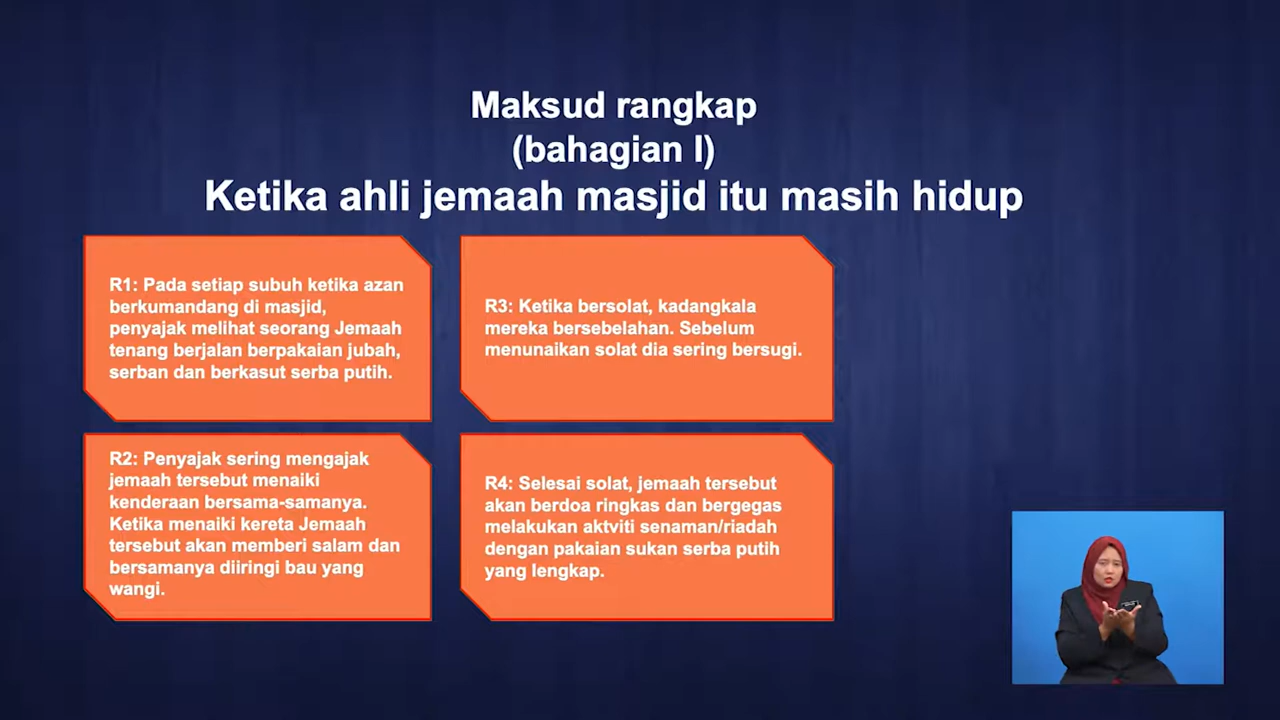 Maksud rangkap
(bahagian I)
Ketika ahli jemaah masjid itu masih hidup
R1: Pada setiap subuh ketika azan
berkumandang di masjid,
penyajak melihat seorang Jemaah
tenang berjalan berpakaian jubah,
serban dan berkasut serba putih.
R2: Penyajak sering mengajak
jemaah tersebut menaiki
kenderaan bersama-samanya.
Ketika menaiki kereta Jemaah
tersebut akan memberi salam dan
bersamanya diiringi bau yang
wangi.
R3: Ketika bersolat, kadangkala
mereka bersebelahan. Sebelum
menunaikan solat dia sering bersugi.
R4: Selesai solat, jemaah tersebut
akan berdoa ringkas dan bergegas
melakukan aktviti senaman/riadah
dengan pakaian sukan serba putih
yang lengkap.